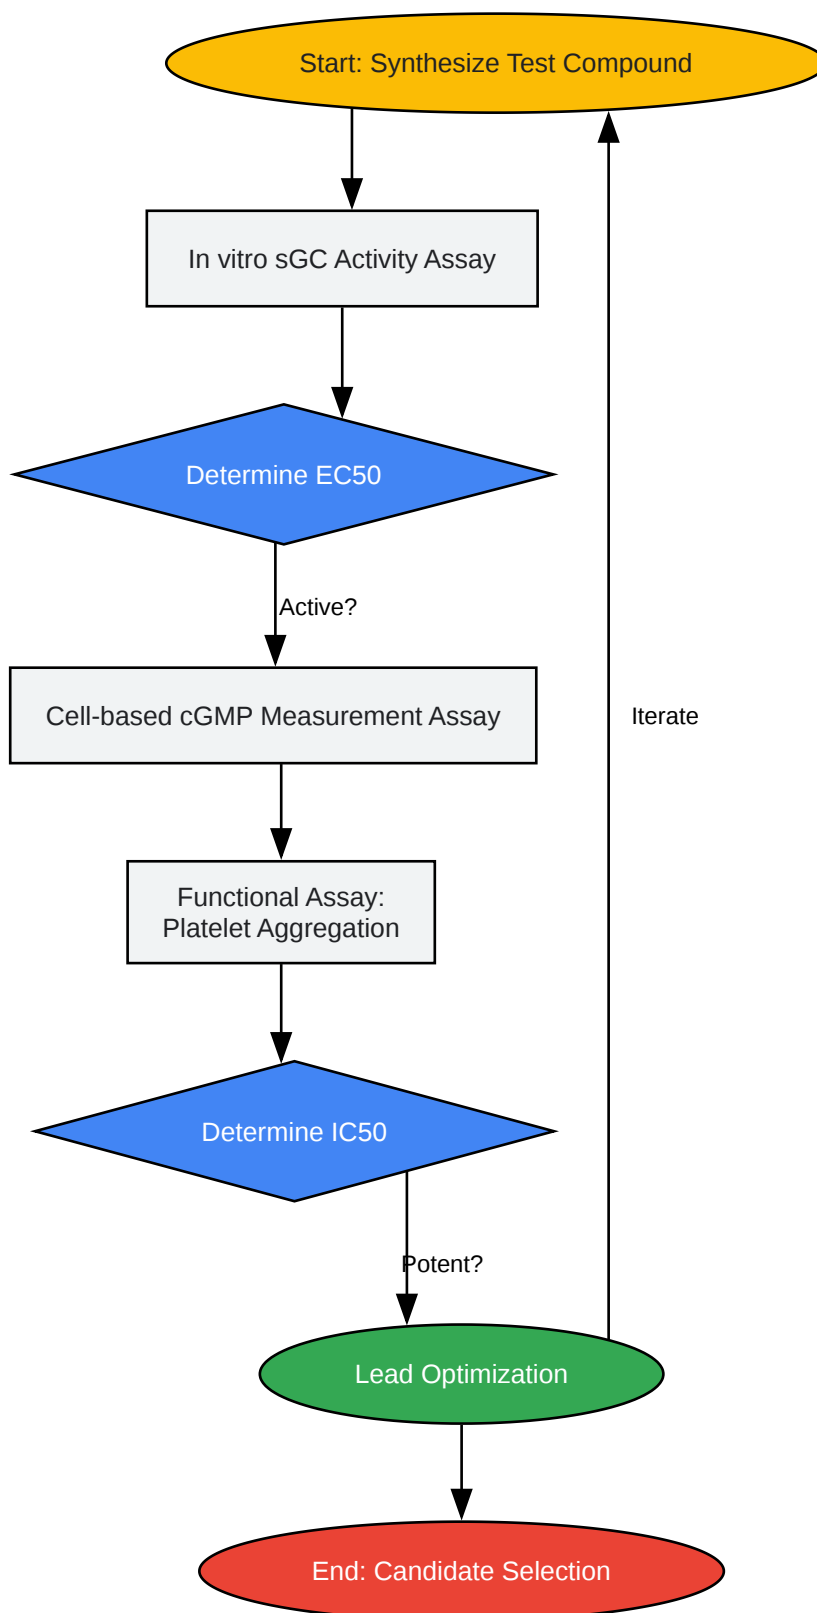 Start: Synthesize Test Compound
In vitro sGC Activity Assay
Determine EC50
Active?
Cell-based cGMP Measurement Assay
Iterate
Functional Assay:
Platelet Aggregation
Determine IC50
Potent?
Lead Optimization
End: Candidate Selection